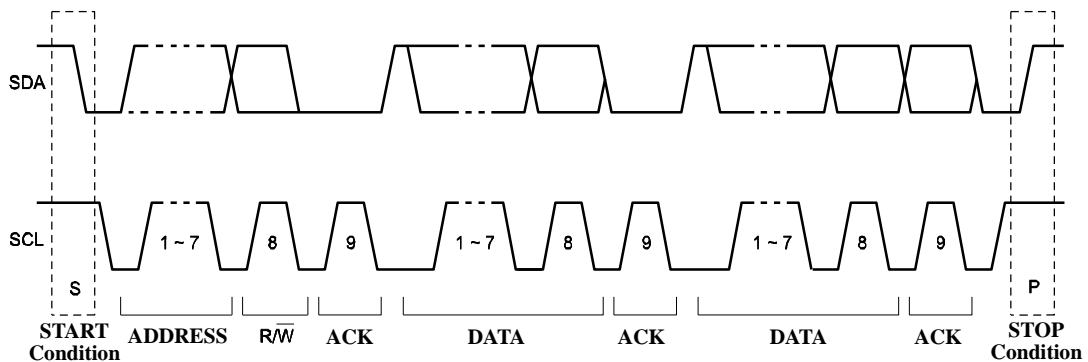 SDA
SCL
1 ~ 7 8 9 1 ~ 7 8 9 1 ~ 7 8 9
S P
START Condition ADDRESS R/W̅ ACK DATA ACK DATA ACK STOP Condition